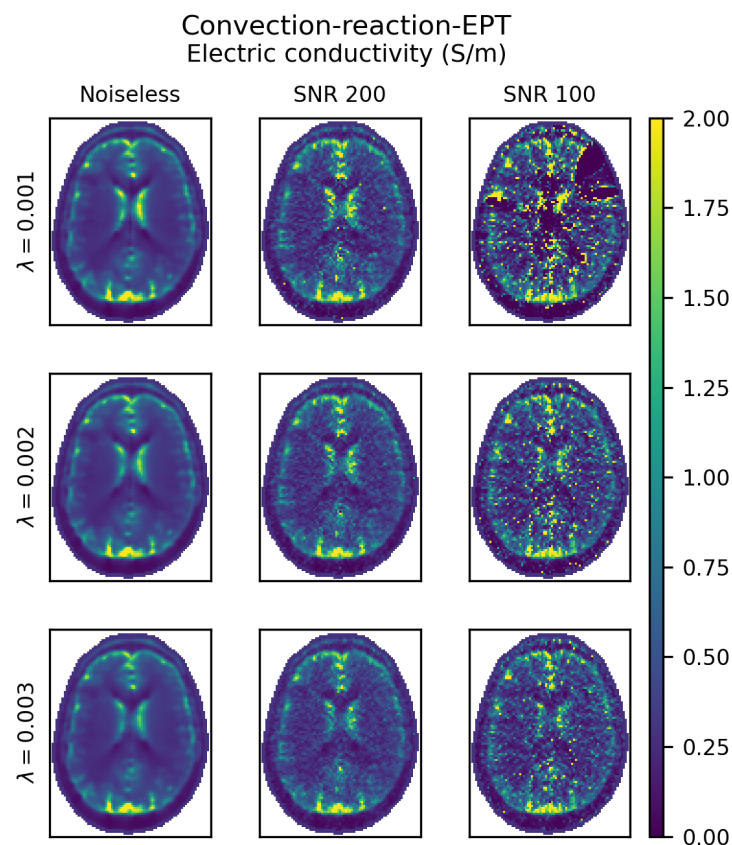 Convection-reaction-EPT
Electric conductivity (S/m)
Noiseless SNR 200 SNR 100
λ = 0.001
λ = 0.002
λ = 0.003
2.00
1.75
1.50
1.25
1.00
0.75
0.50
0.25
0.00